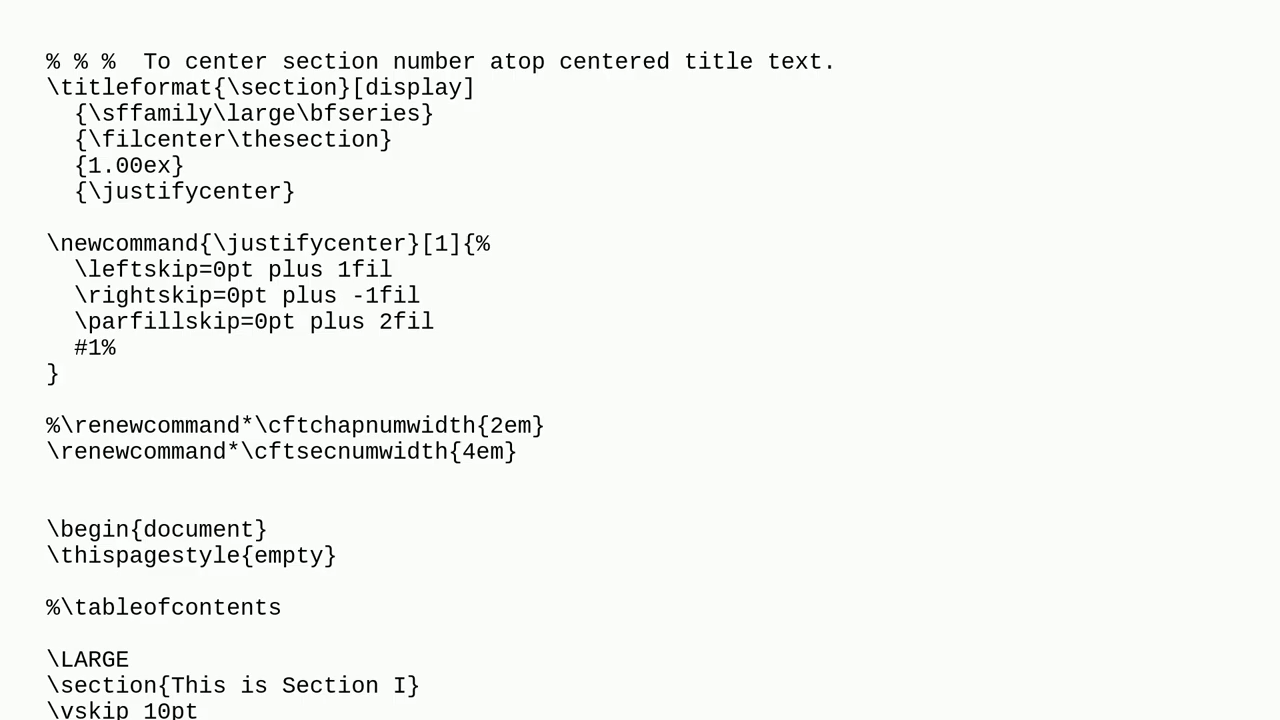 % % %  To center section number atop centered title text.
\titleformat{\section}[display]
  {\sffamily\large\bfseries}
  {\filcenter\thesection}
  {1.00ex}
  {\justifycenter}

\newcommand{\justifycenter}[1]{%
  \leftskip=0pt plus 1fil
  \rightskip=0pt plus -1fil
  \parfillskip=0pt plus 2fil
  #1%
}

%\renewcommand*\cftchapnumwidth{2em}
\renewcommand*\cftsecnumwidth{4em}


\begin{document}
\thispagestyle{empty}

%\tableofcontents

\LARGE
\section{This is Section I}
\vskip 10pt